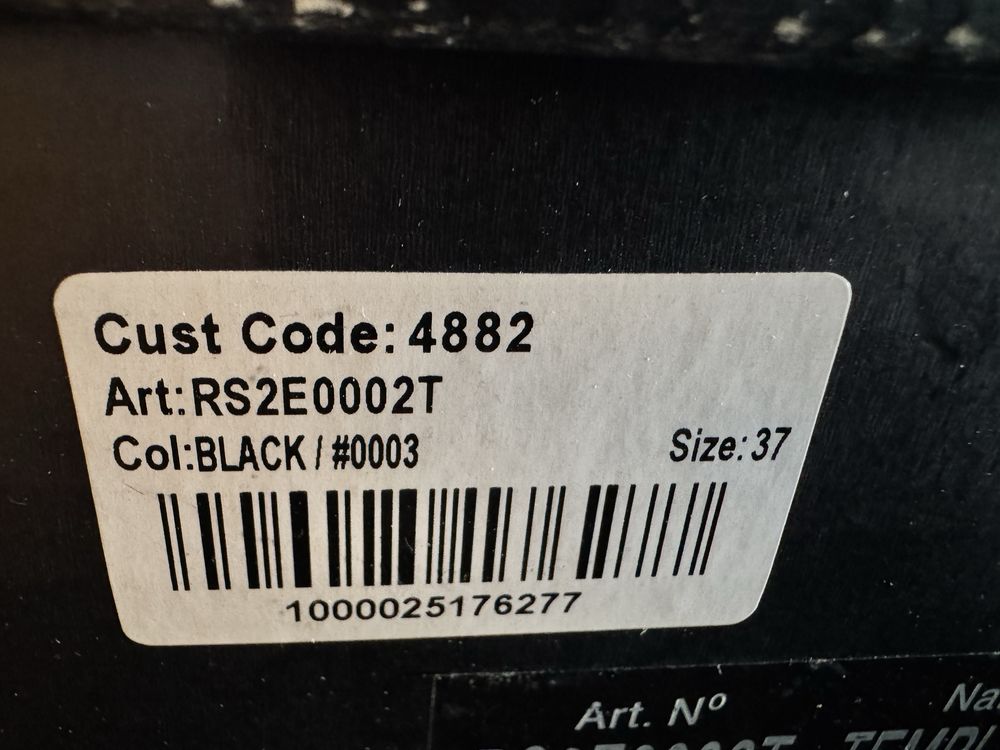 Cust Code: 4882
Art:RS2E0002T
Col:BLACK / #0003
Size: 37
1000025176277
Art. Nº